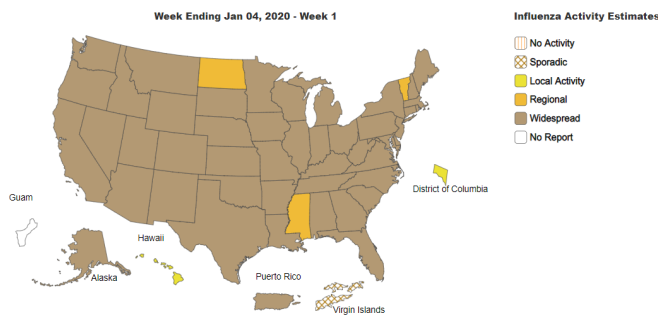 Week Ending Jan 04, 2020 - Week 1
Influenza Activity Estimates
No Activity
Sporadic
Local Activity
Regional
Widespread
No Report
District of Columbia
Guam
Hawaii
Alaska
Puerto Rico
Virgin Islands